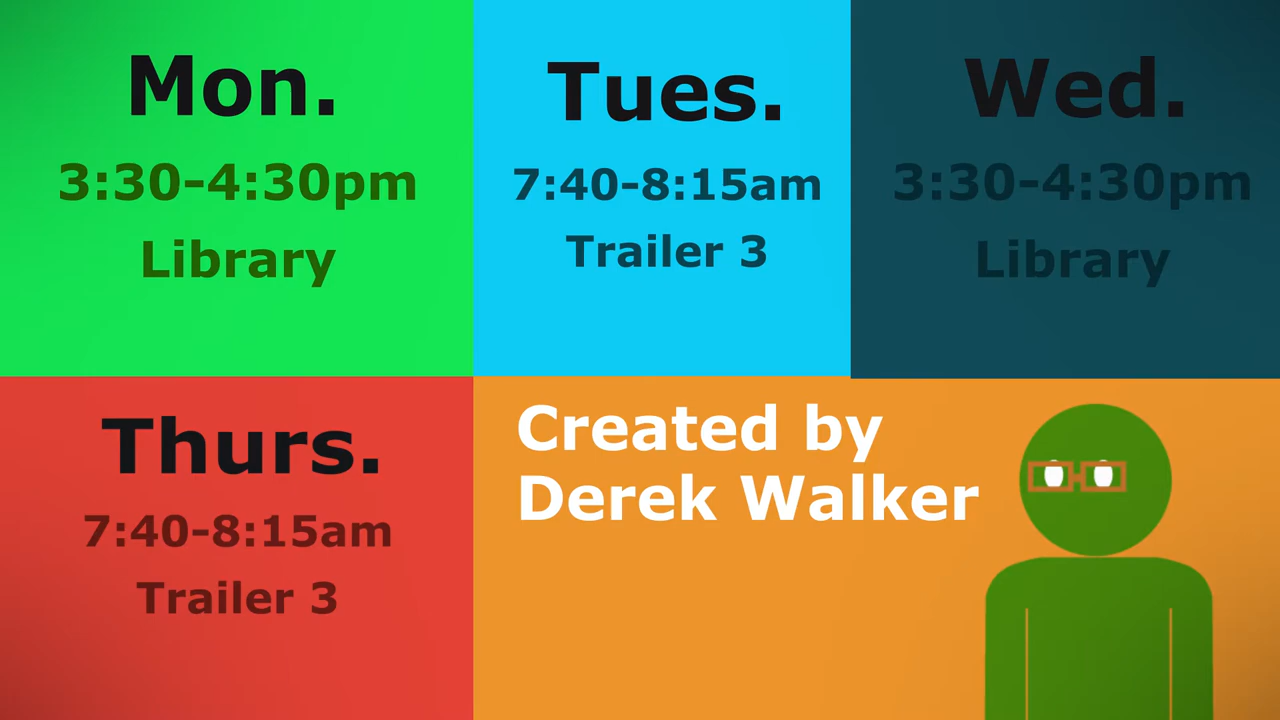 Mon.
3:30-4:30pm
Library
Tues.
7:40-8:15am
Trailer 3
Wed.
3:30-4:30pm
Library
Thurs.
7:40-8:15am
Trailer 3
Created by
Derek Walker